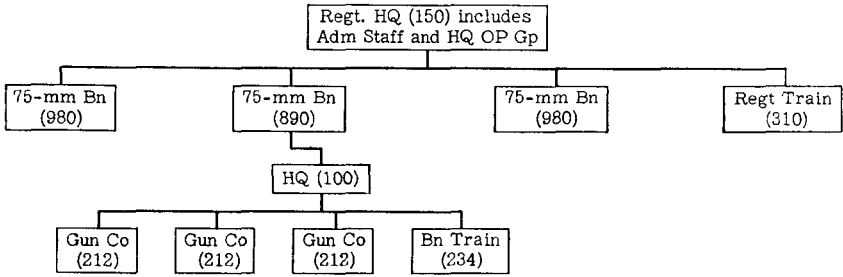 Regt. HQ (150) includes
Adm Staff and HQ OP Gp
75-mm Bn
(980)
75-mm Bn
(890)
75-mm Bn
(980)
Regt Train
(310)
HQ (100)
Gun Co
(212)
Gun Co
(212)
Gun Co
(212)
Bn Train
(234)